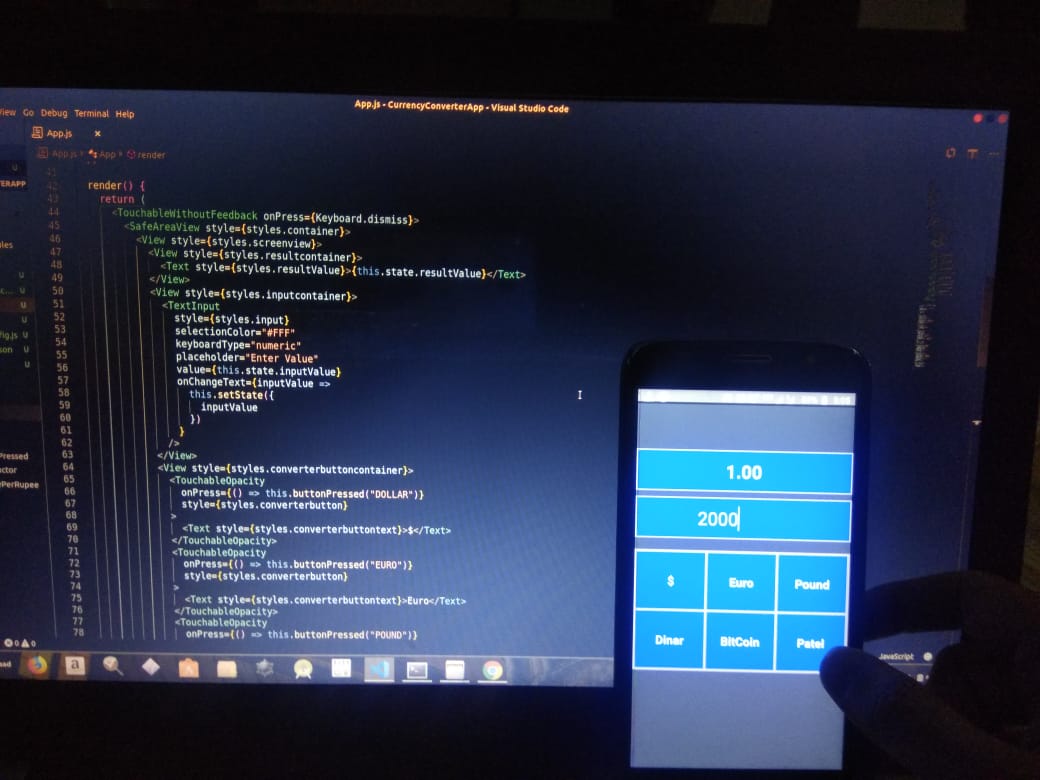 App.js - CurrencyConverterApp - Visual Studio Code
View Go Debug Terminal Help
App.js ×
App.js › App › render
41
42 render() {
43 return (
44 <TouchableWithoutFeedback onPress={Keyboard.dismiss}>
45 <SafeAreaView style={styles.container}>
46 <View style={styles.screenview}>
47 <View style={styles.resultcontainer}>
48 <Text style={styles.resultValue}>{this.state.resultValue}</Text>
49 </View>
50 <View style={styles.inputcontainer}>
51 <TextInput
52 style={styles.input}
53 selectionColor="#FFF"
54 keyboardType="numeric"
55 placeholder="Enter Value"
56 value={this.state.inputValue}
57 onChangeText={inputValue =>
58 this.setState({
59 inputValue
60 })
61 }
62 />
63 </View>
64 <View style={styles.converterbuttoncontainer}>
65 <TouchableOpacity
66 onPress={() => this.buttonPressed("DOLLAR")}
67 style={styles.converterbutton}
68 >
69 <Text style={styles.converterbuttontext}>$</Text>
70 </TouchableOpacity>
71 <TouchableOpacity
72 onPress={() => this.buttonPressed("EURO")}
73 style={styles.converterbutton}
74 >
75 <Text style={styles.converterbuttontext}>Euro</Text>
76 </TouchableOpacity>
77 <TouchableOpacity
78 onPress={() => this.buttonPressed("POUND")}
U
ERAPP
les
U
c... U
U
U
fig.js U
son U
U
Pressed
ctor
PerRupee
0 0
JavaScript
1.00
2000
$ Euro Pound
Dinar BitCoin Patel